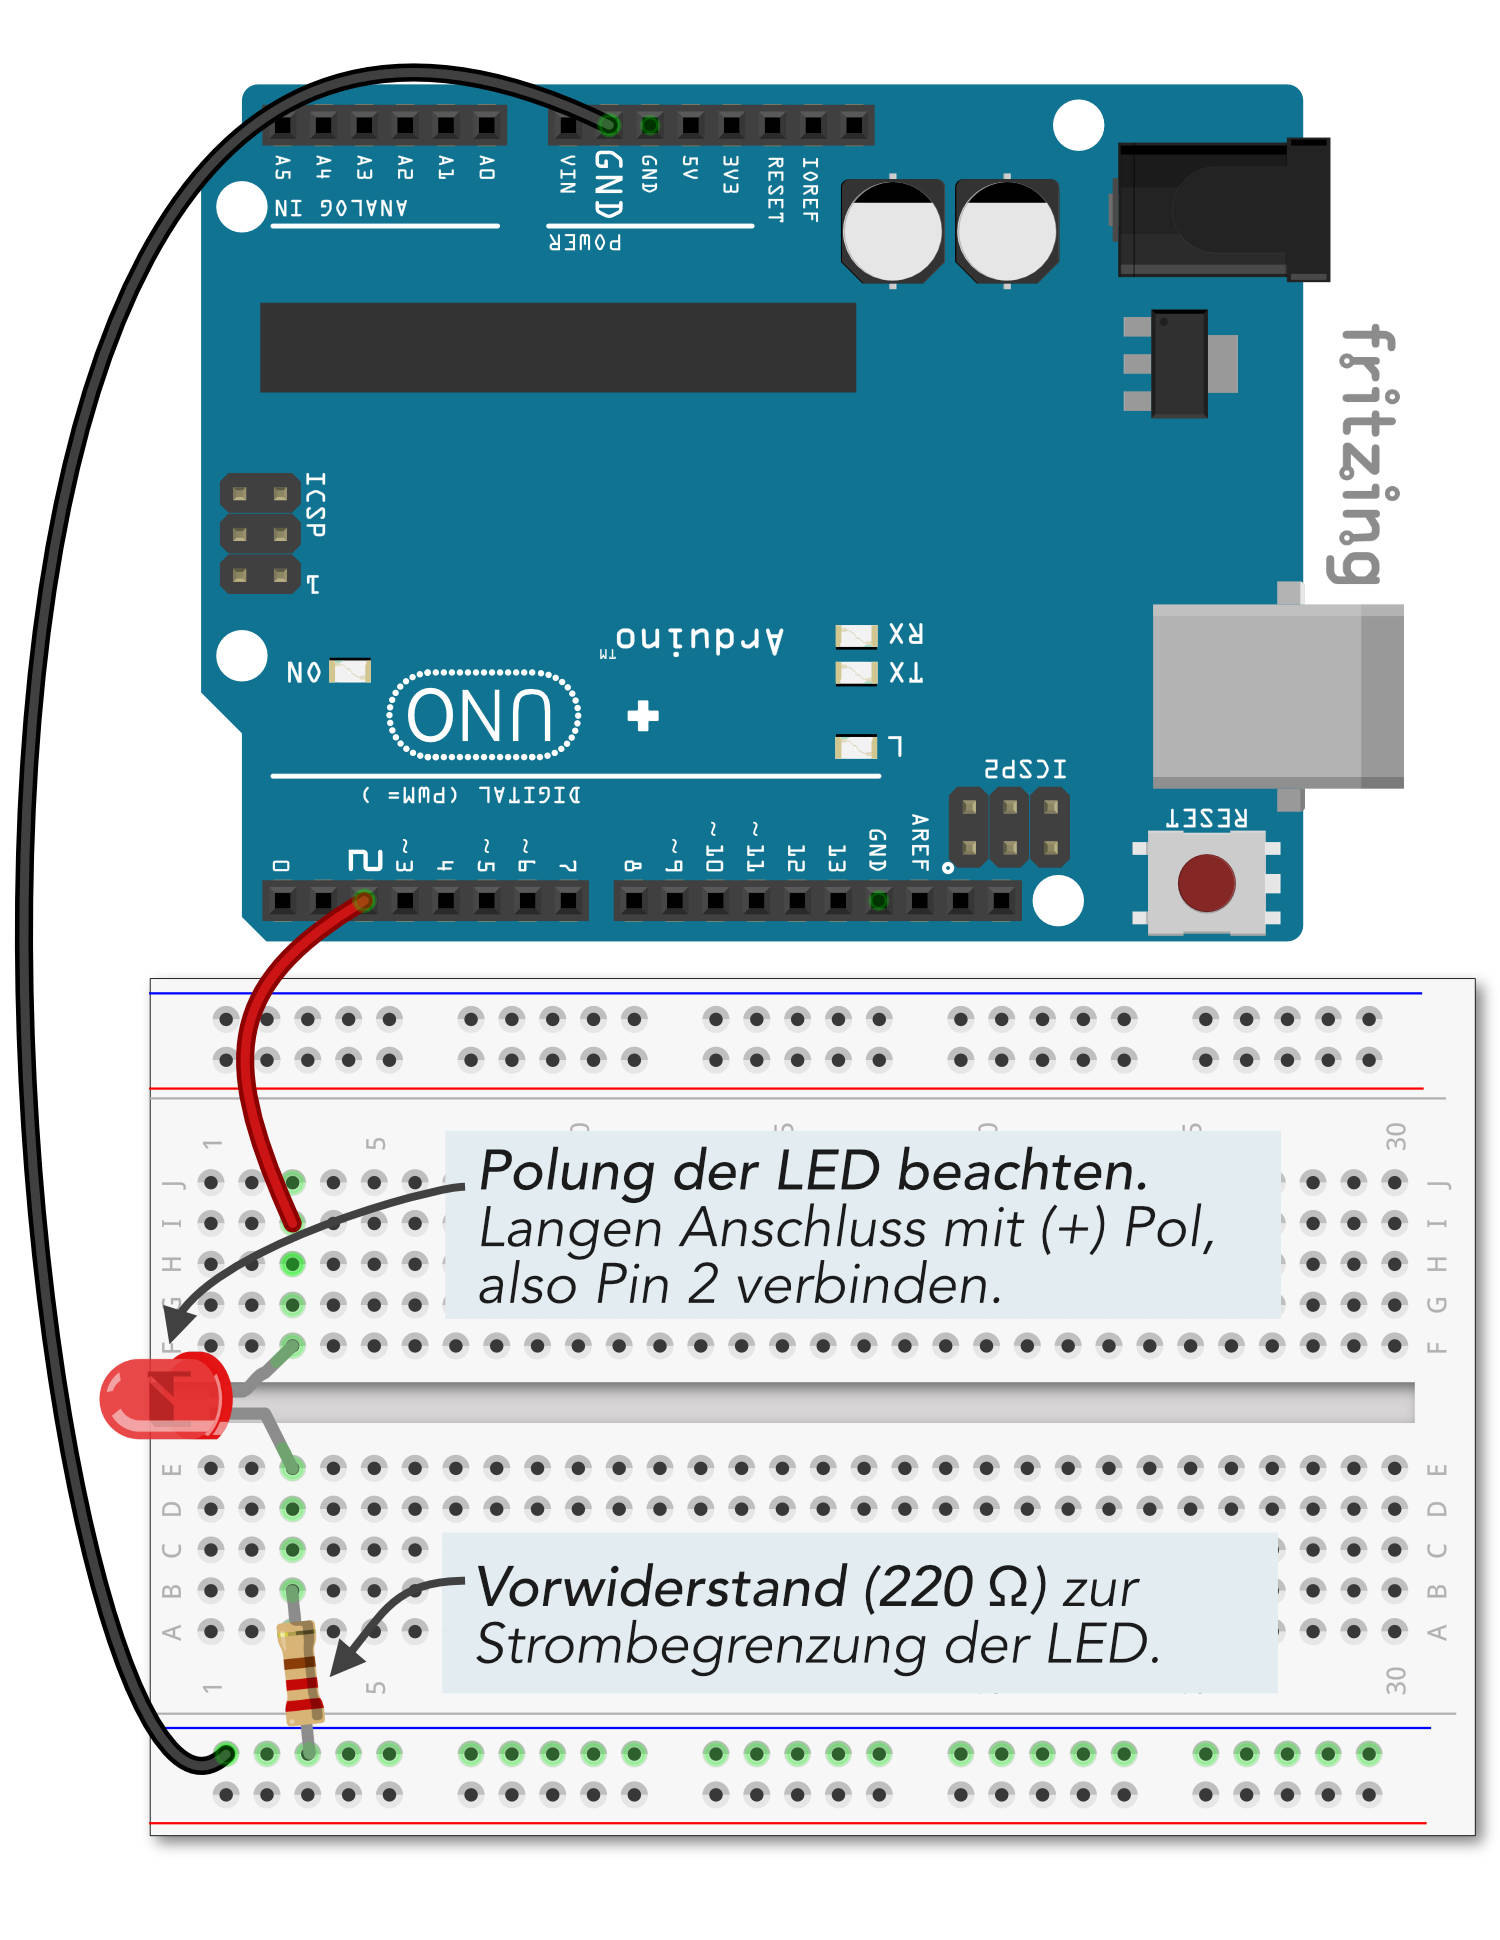 A5 A4 A3 A2 A1 A0
VIN GND GND 5V 3V3 RESET IOREF
ANALOG IN
POWER
fritzing
ICSP
1
Arduino™
RX
TX
ON
UNO
L
ICSP2
DIGITAL (PWM= )
RESET
0 2 ~3 4 ~5 ~6 7 8 ~9 ~10 ~11 12 13 GND AREF
1 5 30
J J
I I
H H
G G
F F
Polung der LED beachten.
Langen Anschluss mit (+) Pol,
also Pin 2 verbinden.
E E
D D
C C
B B
A A
Vorwiderstand (220 Ω) zur
Strombegrenzung der LED.
1 5 30